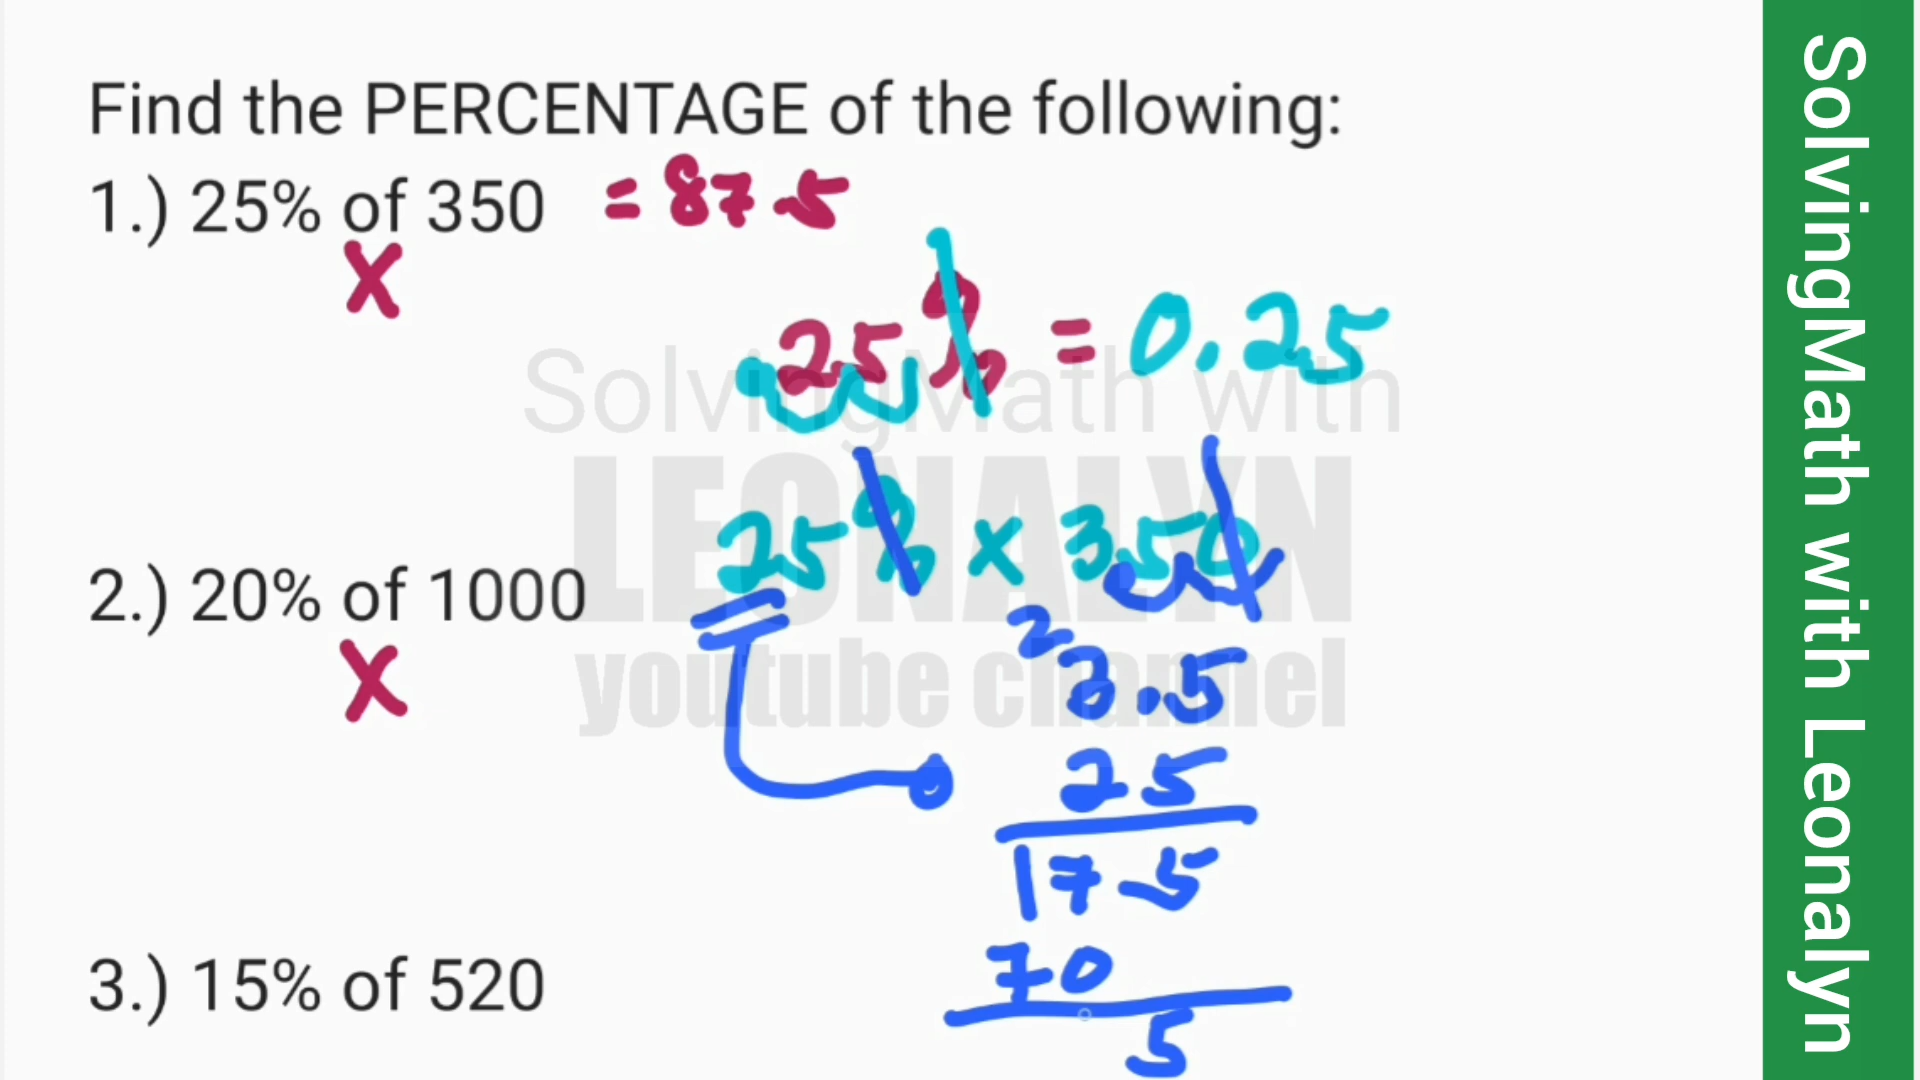 Find the PERCENTAGE of the following:
1.) 25% of 350 = 87.5
x
25% = 0.25
SolvingMath with
LEONALYN
youtube channel
25% x 350
2.) 20% of 1000
x
2
3.5
25
175
70
3.) 15% of 520
5
SolvingMath with Leonalyn